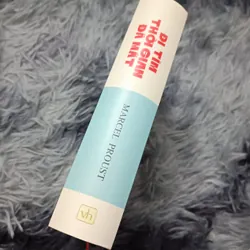 ĐI TÌM
THỜI GIAN
ĐÃ MẤT
MARCEL PROUST
vh